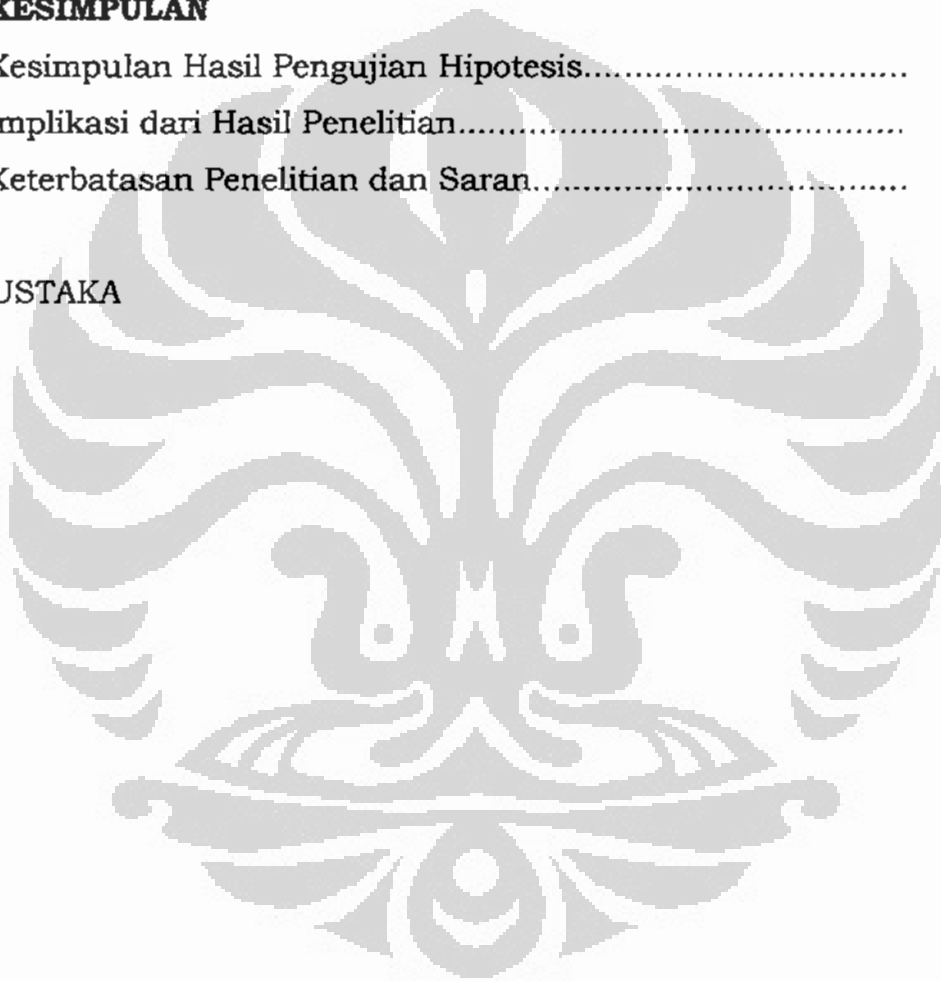 KESIMPULAN
Kesimpulan Hasil Pengujian Hipotesis..............................
mplikasi dari Hasil Penelitian..........................................
Keterbatasan Penelitian dan Saran...................................
USTAKA